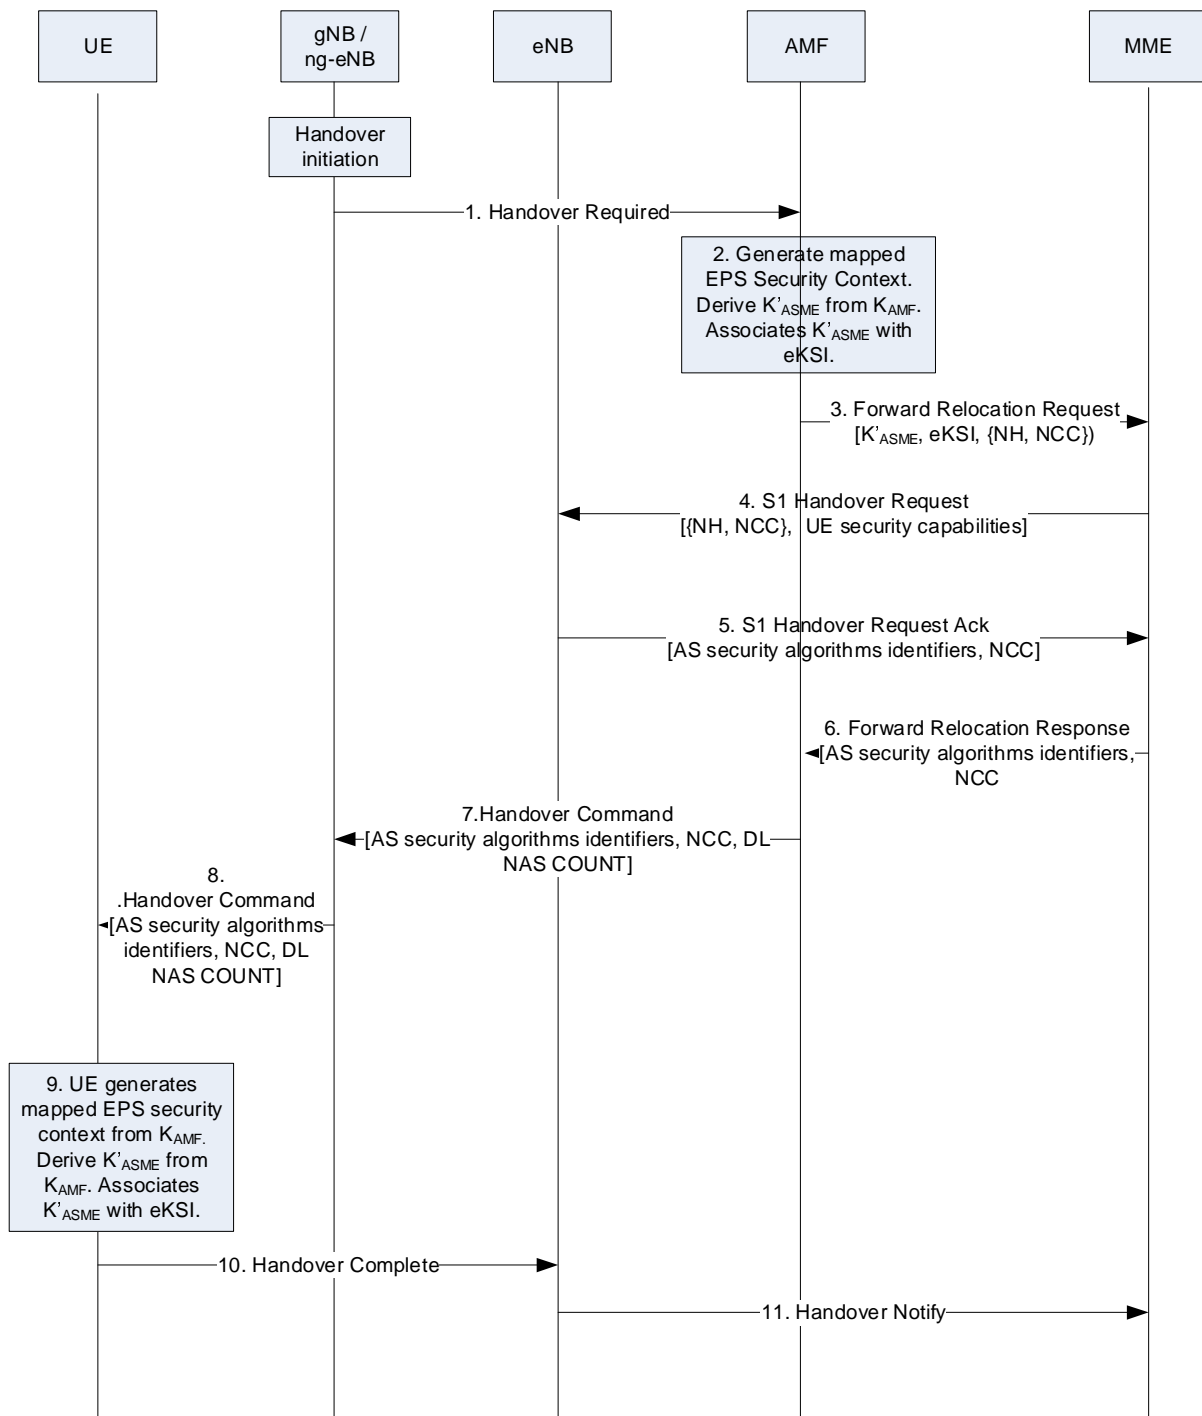 UE
gNB /
ng-eNB
eNB
AMF
MME
Handover
initiation
1. Handover Required
2. Generate mapped
EPS Security Context.
Derive K’ASME from KAMF.
Associates K’ASME with
eKSI.
3. Forward Relocation Request
[K’ASME, eKSI, {NH, NCC})
4. S1 Handover Request
[{NH, NCC}, UE security capabilities]
5. S1 Handover Request Ack
[AS security algorithms identifiers, NCC]
6. Forward Relocation Response
[AS security algorithms identifiers,
NCC
7.Handover Command
[AS security algorithms identifiers, NCC, DL
NAS COUNT]
8.
.Handover Command
[AS security algorithms
identifiers, NCC, DL
NAS COUNT]
9. UE generates
mapped EPS security
context from KAMF.
Derive K’ASME from
KAMF. Associates
K’ASME with eKSI.
10. Handover Complete
11. Handover Notify